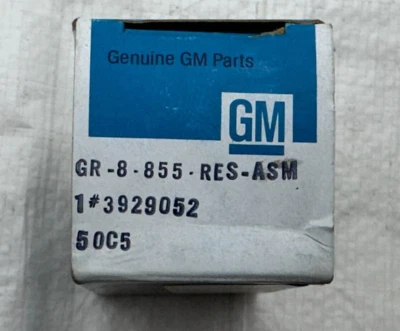 Genuine GM Parts
GM
GR-8-855-RES-ASM
1#3929052
50C5